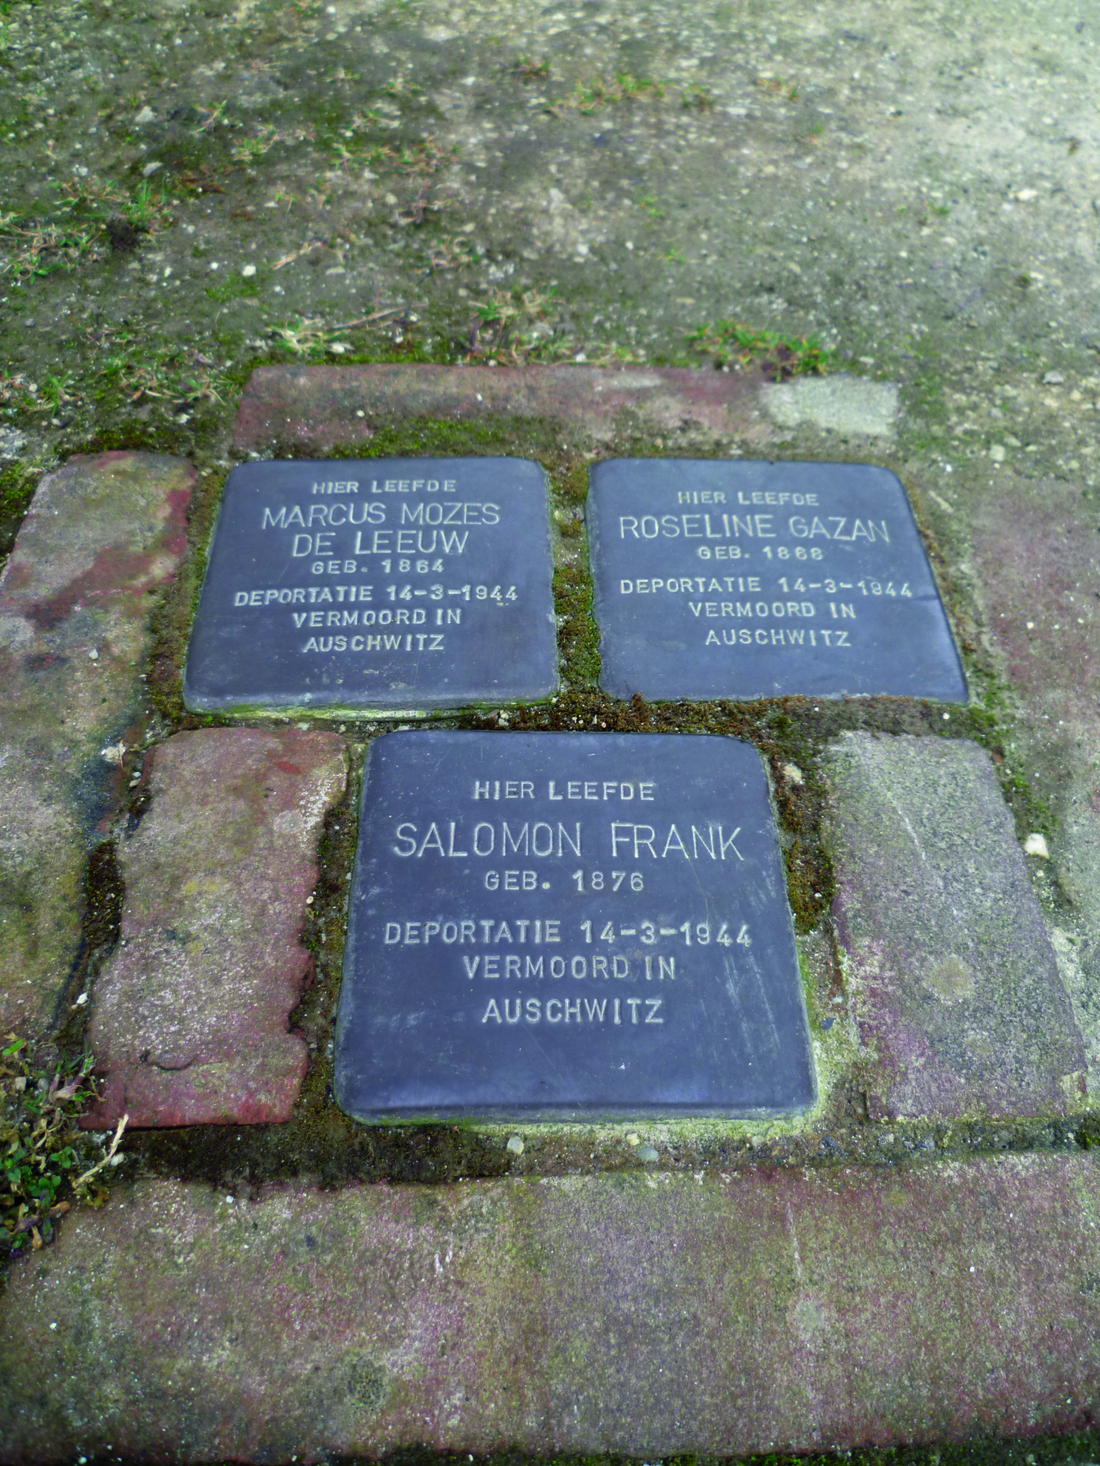 HIER LEEFDE
MARCUS MOZES
DE LEEUW
GEB. 1864
DEPORTATIE 14-3-1944
VERMOORD IN
AUSCHWITZ
HIER LEEFDE
ROSELINE GAZAN
GEB. 1868
DEPORTATIE 14-3-1944
VERMOORD IN
AUSCHWITZ
HIER LEEFDE
SALOMON FRANK
GEB. 1876
DEPORTATIE 14-3-1944
VERMOORD IN
AUSCHWITZ